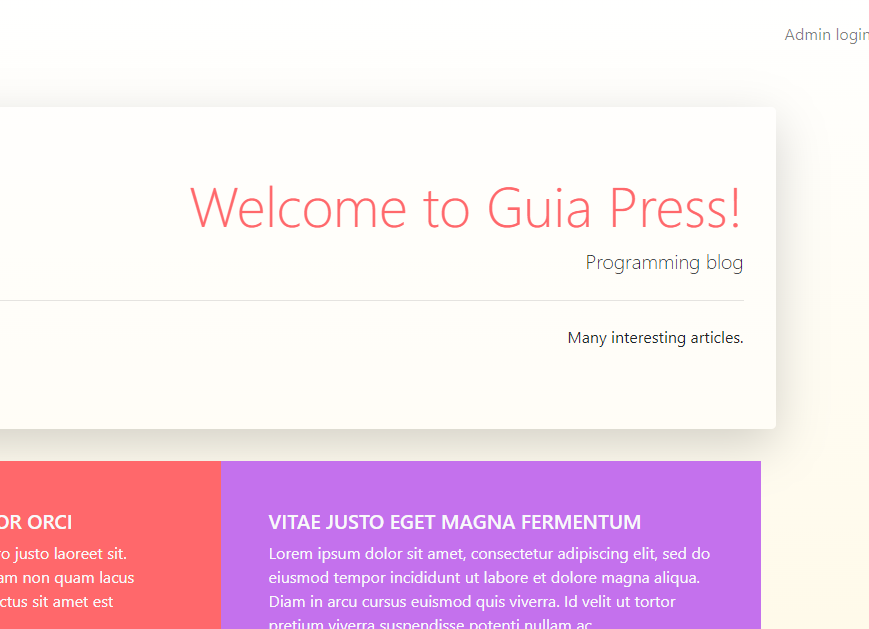 Admin login
Welcome to Guia Press!
Programming blog
Many interesting articles.
OR ORCI
o justo laoreet sit.
am non quam lacus
ctus sit amet est
VITAE JUSTO EGET MAGNA FERMENTUM
Lorem ipsum dolor sit amet, consectetur adipiscing elit, sed do
eiusmod tempor incididunt ut labore et dolore magna aliqua.
Diam in arcu cursus euismod quis viverra. Id velit ut tortor
pretium viverra suspendisse potenti nullam ac